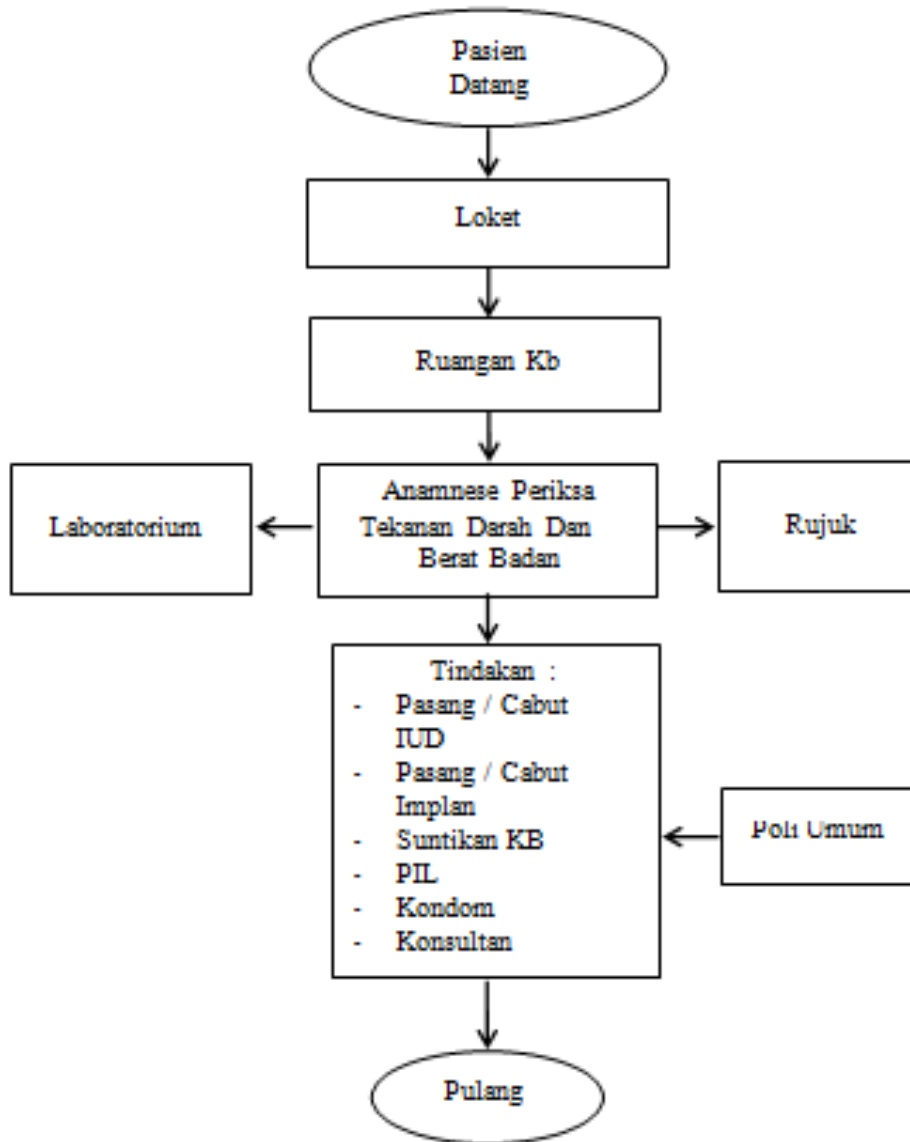 Pasien
Datang
Loket
Ruangan Kb
Anamnese Periksa
Tekanan Darah Dan
Berat Badan
Laboratorium
Rujuk
Tindakan :
- Pasang / Cabut
IUD
- Pasang / Cabut
Implan
- Suntikan KB
- PIL
- Kondom
- Konsultan
Poli Umum
Pulang